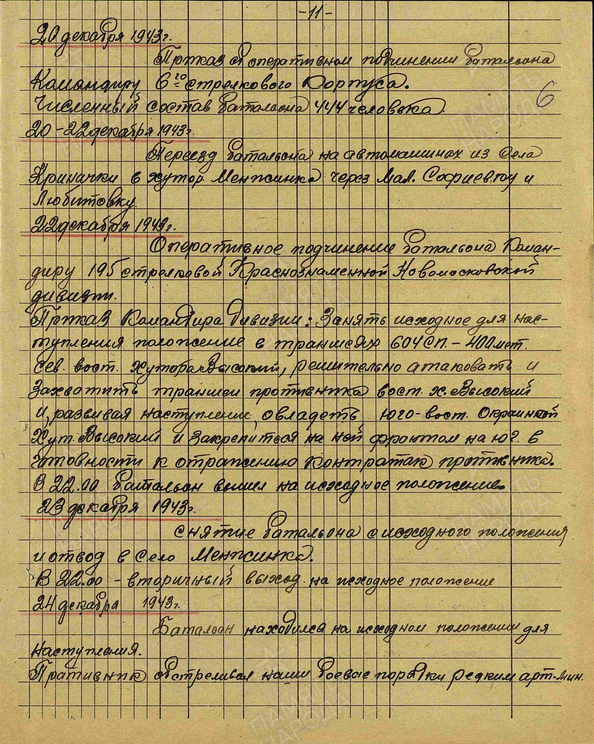 -11-
20 декабря 1943г.
Приказ о оперативном подчинении батальона
Командиру 6го стрелкового Корпуса.
6
Численный состав батальона 444 человека
20-22 декабря 1943г.
Переезд батальона на автомашинах из села
Кринички в хутор Менжинка через Мал. Софиевку и
Любитовку
22 декабря 1943г.
Оперативное подчинение батальона Коман-
диру 195 стрелковой Краснознаменной Новомосковской
дивизии.
Приказ Командира дивизии: Занять исходное для нас-
тупления положение в траншеях 604СП. - 400 мет.
сев. вост. Хутора Высокий, решительно атаковать и
Захватить траншеи противника вост. х. Высокий
и, развивая наступление, овладеть юго-вост. Окраиной
Хут. Высокий и закрепиться на ней фронтом на юг. в
готовности к отражению контратак противника.
В 22.00 батальон вышел на исходное положение.
23 декабря 1943г.
снятие батальона с исходного положения
и отвод в село Менжинка.
В 22.00 - вторичный выход на исходное положение
24 декабря 1943г.
Батальон находился на исходном положении для
наступления.
Противник обстреливал наши боевые порядки редким арт. мин.